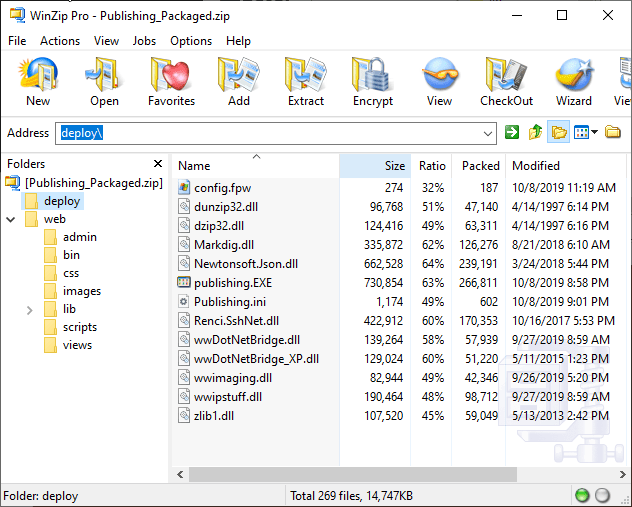 WinZip Pro - Publishing_Packaged.zip
File Actions View Jobs Options Help
New Open Favorites Add Extract Encrypt View CheckOut Wizard
Address deploy\
Folders
[Publishing_Packaged.zip]
deploy
web
admin
bin
css
images
lib
scripts
views
Name Size Ratio Packed Modified
config.fpw 274 32% 187 10/8/2019 11:19 AM
dunzip32.dll 96,768 51% 47,140 4/14/1997 6:14 PM
dzip32.dll 124,416 49% 63,311 4/14/1997 6:16 PM
Markdig.dll 335,872 62% 126,276 8/21/2018 6:10 AM
Newtonsoft.Json.dll 662,528 64% 239,191 3/24/2018 5:44 PM
publishing.EXE 730,854 63% 266,811 10/8/2019 8:58 PM
Publishing.ini 1,174 49% 602 10/8/2019 9:01 PM
Renci.SshNet.dll 422,912 60% 170,353 10/16/2017 5:53 PM
wwDotNetBridge.dll 139,264 58% 57,939 9/27/2019 8:59 AM
wwDotNetBridge_XP.dll 129,024 60% 51,220 5/11/2015 1:23 PM
wwimaging.dll 82,944 49% 42,346 9/26/2019 5:20 PM
wwipstuff.dll 190,464 48% 98,712 9/27/2019 8:59 AM
zlib1.dll 107,520 45% 59,049 5/13/2013 2:42 PM
Folder: deploy Total 269 files, 14,747KB